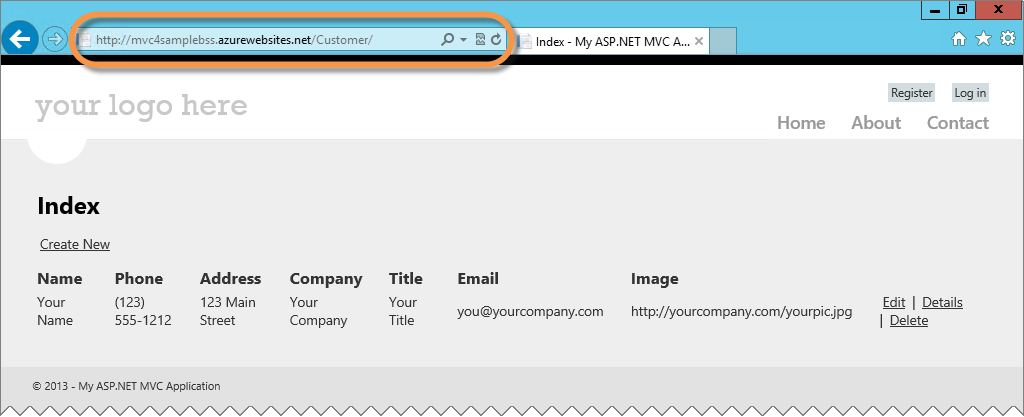 http://mvc4samplebss.azurewebsites.net/Customer/
Index - My ASP.NET MVC A...
your logo here
Register Log in
Home About Contact
Index
Create New
Name Phone Address Company Title Email Image
Your (123) 123 Main Your Your Edit | Details
you@yourcompany.com http://yourcompany.com/yourpic.jpg
Name 555-1212 Street Company Title | Delete
© 2013 - My ASP.NET MVC Application